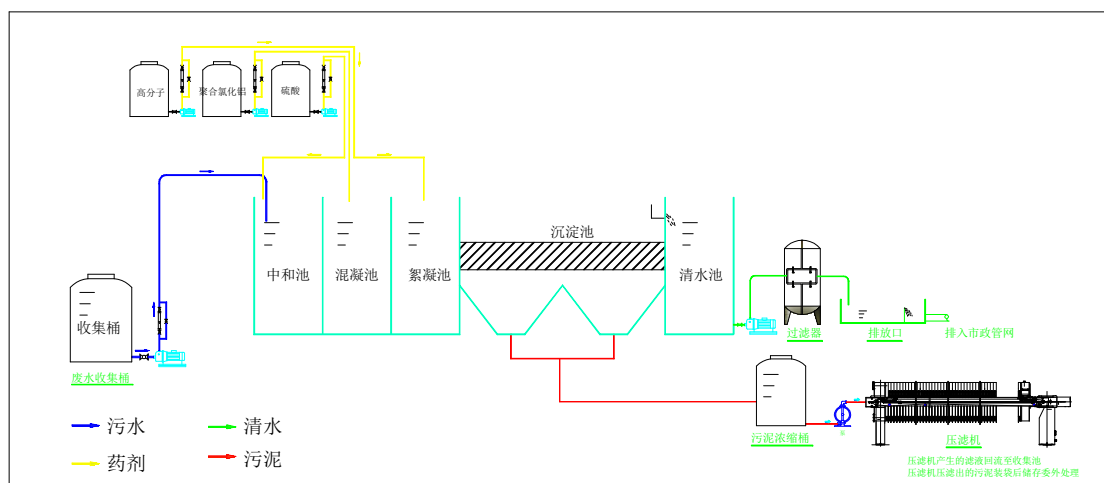 高分子
聚合氯化铝
硫酸
沉淀池
中和池
混凝池
絮凝池
清水池
收集桶
过滤器
排放口
排入市政管网
废水收集桶
污水
清水
污泥浓缩桶
压滤机
药剂
污泥
压滤机产生的滤液回流至收集池
压滤机压滤出的污泥装袋后储存委外处理